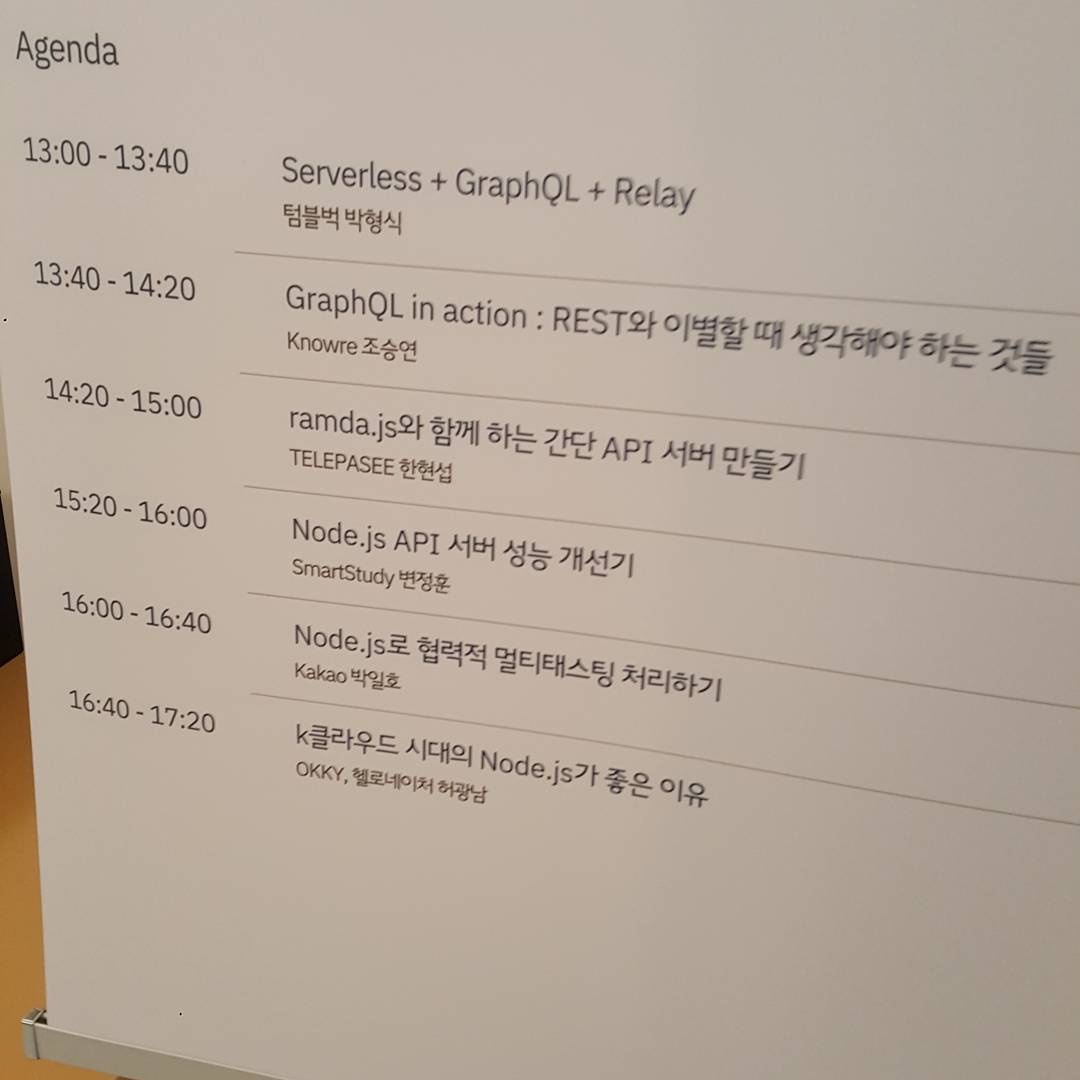 Agenda
13:00 - 13:40
Serverless + GraphQL + Relay
텀블벅 박형식
13:40 - 14:20
GraphQL in action : REST와 이별할 때 생각해야 하는 것들
Knowre 조승연
14:20 - 15:00
ramda.js와 함께 하는 간단 API 서버 만들기
TELEPASEE 한현섭
15:20 - 16:00
Node.js API 서버 성능 개선기
SmartStudy 변정훈
16:00 - 16:40
Node.js로 협력적 멀티태스팅 처리하기
Kakao 박일호
16:40 - 17:20
k클라우드 시대의 Node.js가 좋은 이유
OKKY, 헬로네이처 허광남